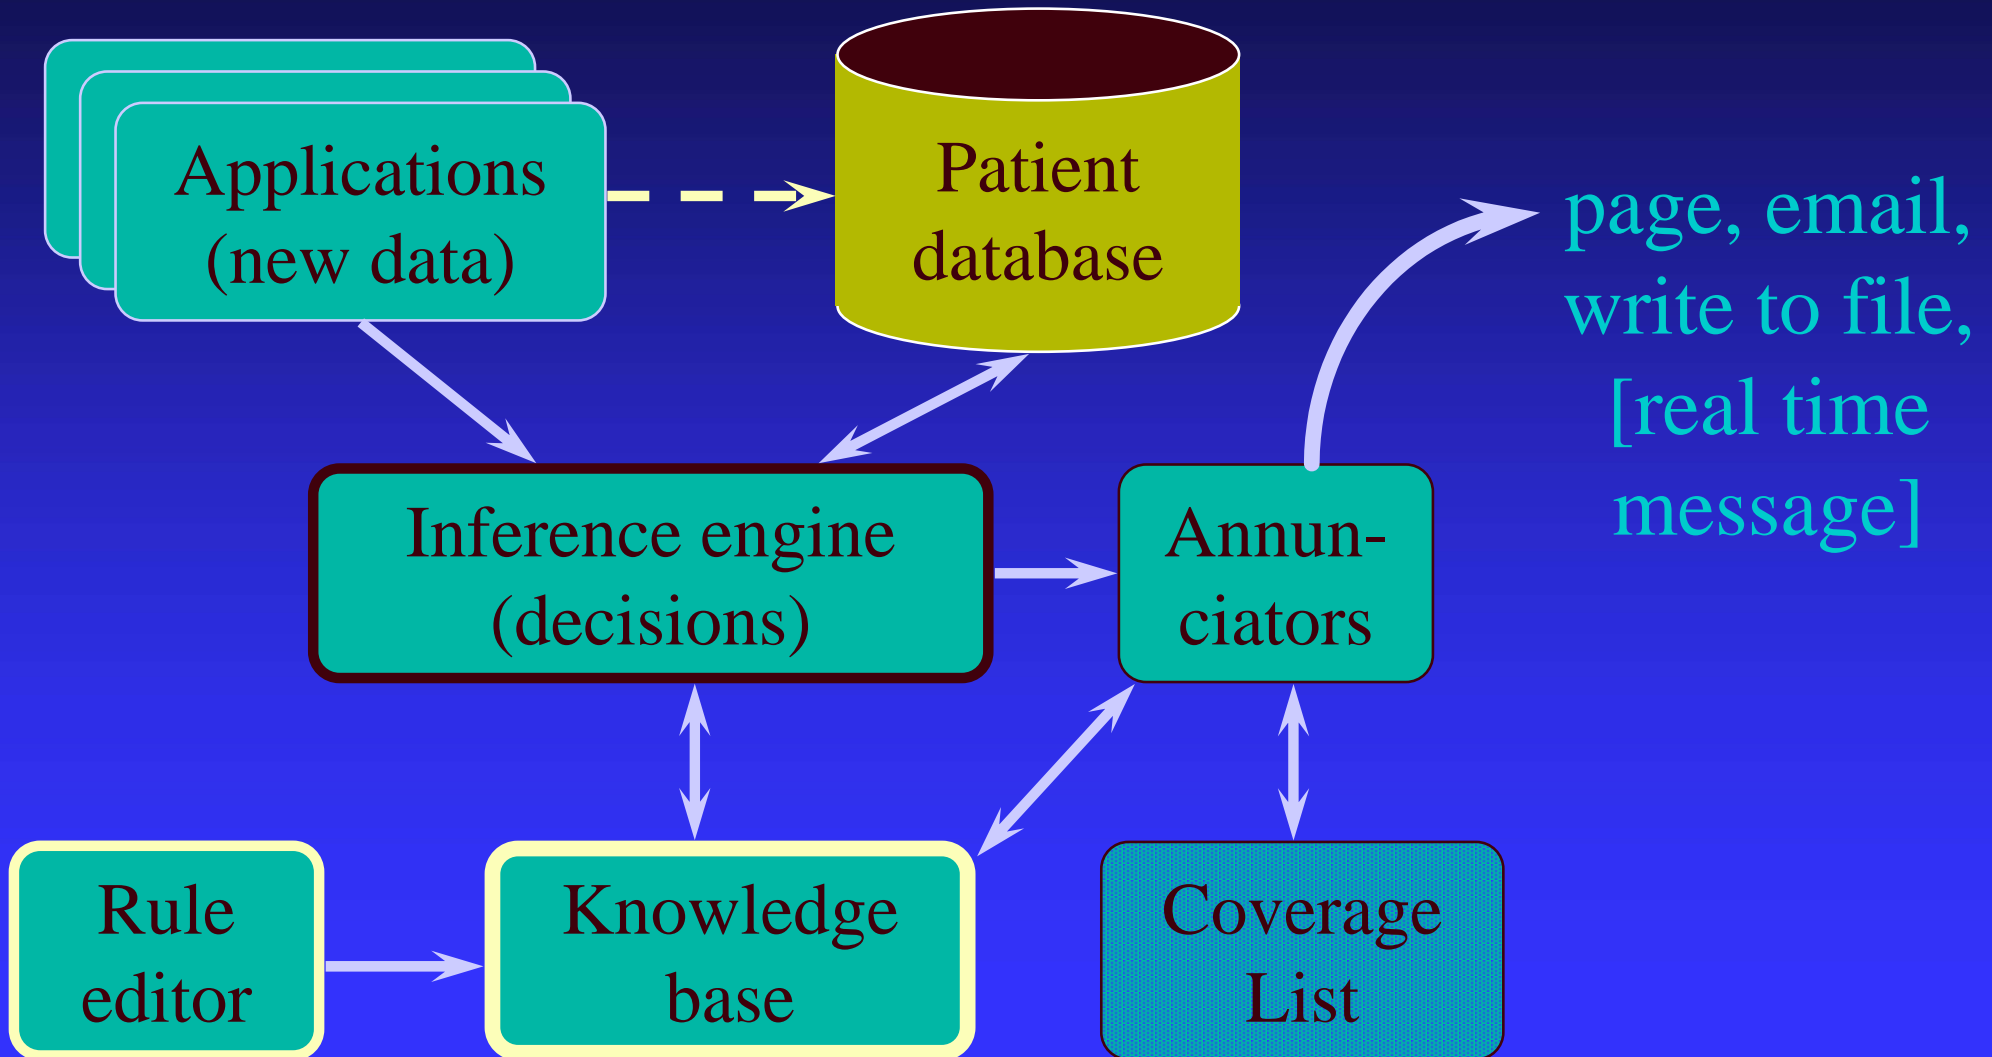 Applications
(new data)
Patient
database
page, email,
write to file,
[real time
message]
Inference engine
(decisions)
Annun-
ciators
Rule
editor
Knowledge
base
Coverage
List